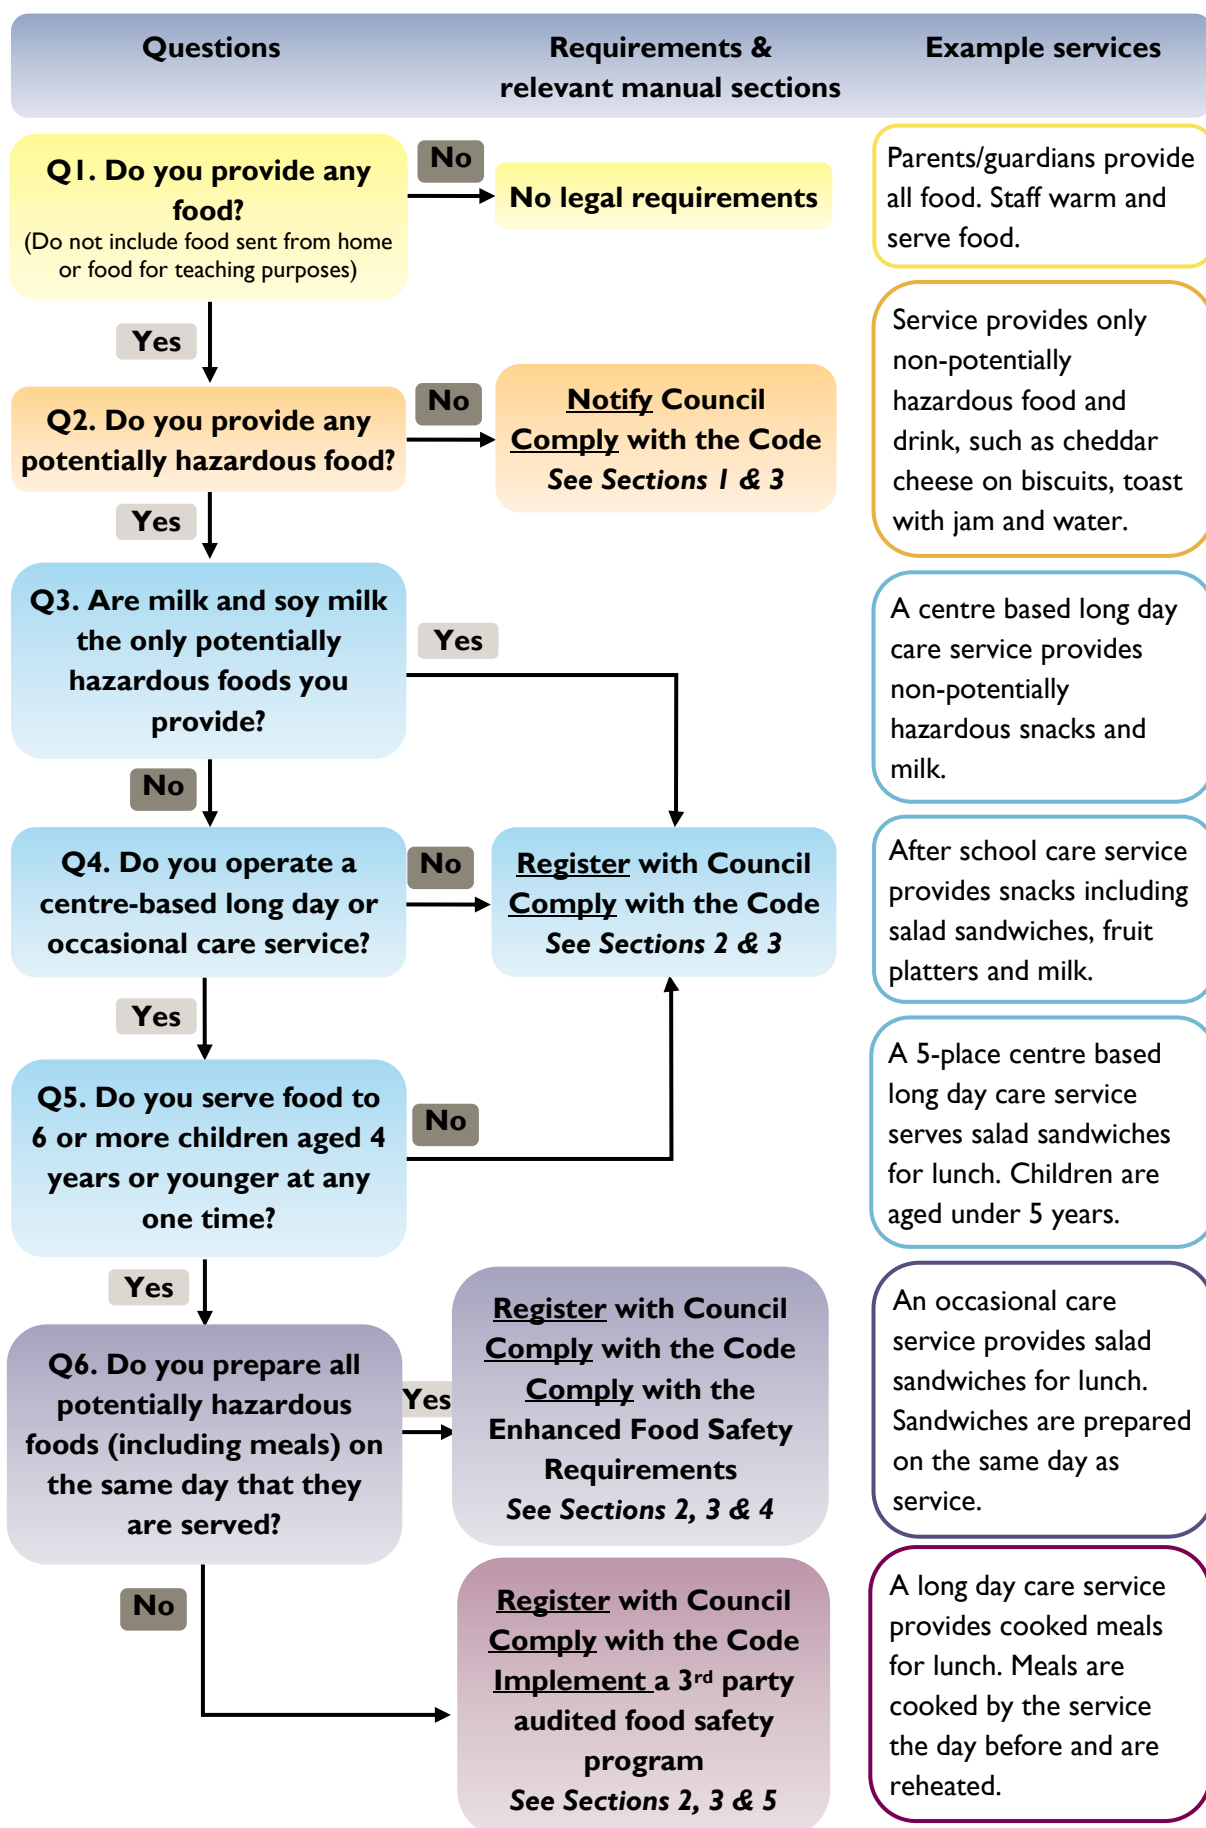 Questions
Requirements &
relevant manual sections
Example services
Q1. Do you provide any
food?
(Do not include food sent from home
or food for teaching purposes)
No
No legal requirements
Parents/guardians provide
all food. Staff warm and
serve food.
Yes
Q2. Do you provide any
potentially hazardous food?
No
Notify Council
Comply with the Code
See Sections 1 & 3
Service provides only
non-potentially
hazardous food and
drink, such as cheddar
cheese on biscuits, toast
with jam and water.
Yes
Q3. Are milk and soy milk
the only potentially
hazardous foods you
provide?
Yes
A centre based long day
care service provides
non-potentially
hazardous snacks and
milk.
No
Q4. Do you operate a
centre-based long day or
occasional care service?
No
Register with Council
Comply with the Code
See Sections 2 & 3
After school care service
provides snacks including
salad sandwiches, fruit
platters and milk.
Yes
Q5. Do you serve food to
6 or more children aged 4
years or younger at any
one time?
No
A 5-place centre based
long day care service
serves salad sandwiches
for lunch. Children are
aged under 5 years.
Yes
Q6. Do you prepare all
potentially hazardous
foods (including meals) on
the same day that they
are served?
Yes
Register with Council
Comply with the Code
Comply with the
Enhanced Food Safety
Requirements
See Sections 2, 3 & 4
An occasional care
service provides salad
sandwiches for lunch.
Sandwiches are prepared
on the same day as
service.
No
Register with Council
Comply with the Code
Implement a 3rd party
audited food safety
program
See Sections 2, 3 & 5
A long day care service
provides cooked meals
for lunch. Meals are
cooked by the service
the day before and are
reheated.